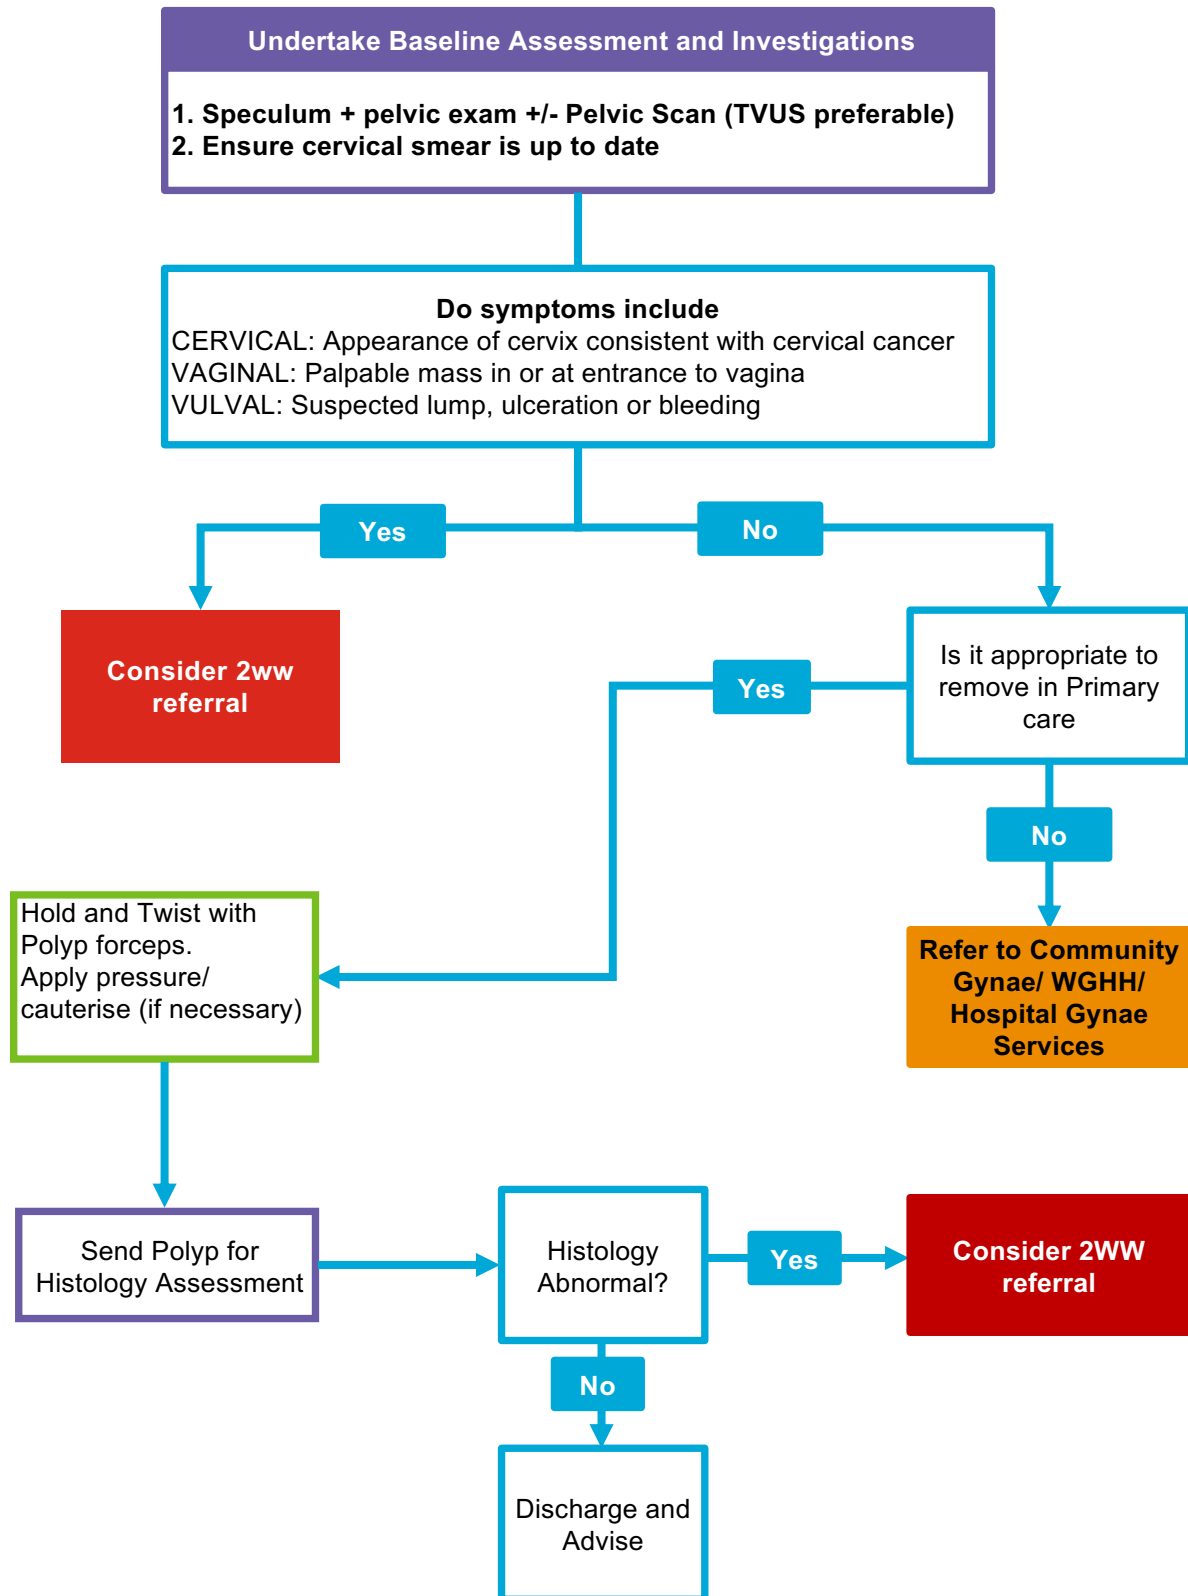 Undertake Baseline Assessment and Investigations
1. Speculum + pelvic exam +/- Pelvic Scan (TVUS preferable)
2. Ensure cervical smear is up to date
Do symptoms include
CERVICAL: Appearance of cervix consistent with cervical cancer
VAGINAL: Palpable mass in or at entrance to vagina
VULVAL: Suspected lump, ulceration or bleeding
Yes
No
Consider 2ww
referral
Is it appropriate to
remove in Primary
care
Yes
No
Hold and Twist with
Polyp forceps.
Apply pressure/
cauterise (if necessary)
Refer to Community
Gynae/ WGHH/
Hospital Gynae
Services
Send Polyp for
Histology Assessment
Histology
Abnormal?
Yes
Consider 2WW
referral
No
Discharge and
Advise